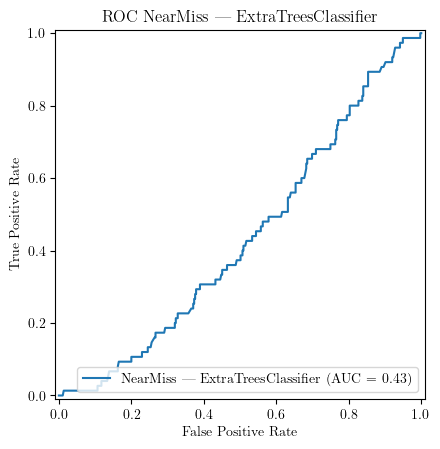 ROC NearMiss — ExtraTreesClassifier
1.0
0.8
0.6
0.4
0.2
0.0
True Positive Rate
NearMiss — ExtraTreesClassifier (AUC = 0.43)
0.0 0.2 0.4 0.6 0.8 1.0
False Positive Rate